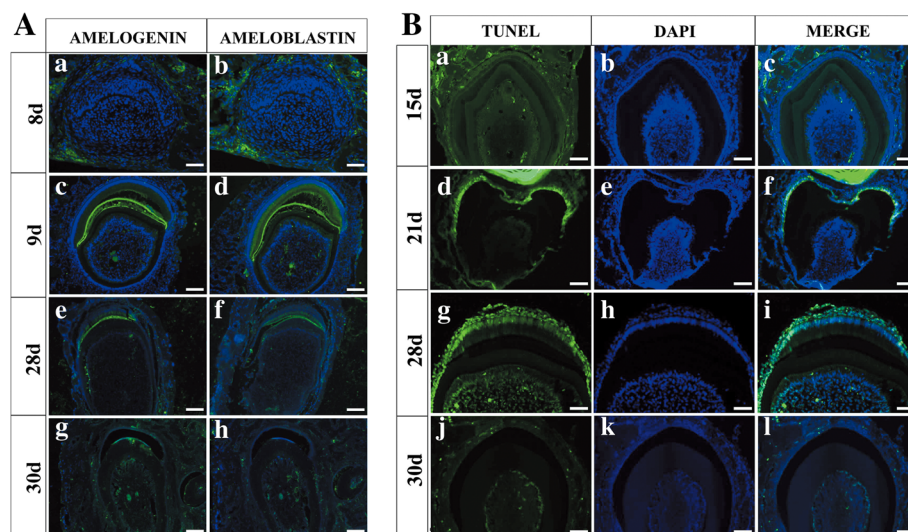 A
AMELOGENIN AMELOBLASTIN
8d
a b
9d
c d
28d
e f
30d
g h
B
TUNEL DAPI MERGE
15d
a b c
21d
d e f
28d
g h i
30d
j k l